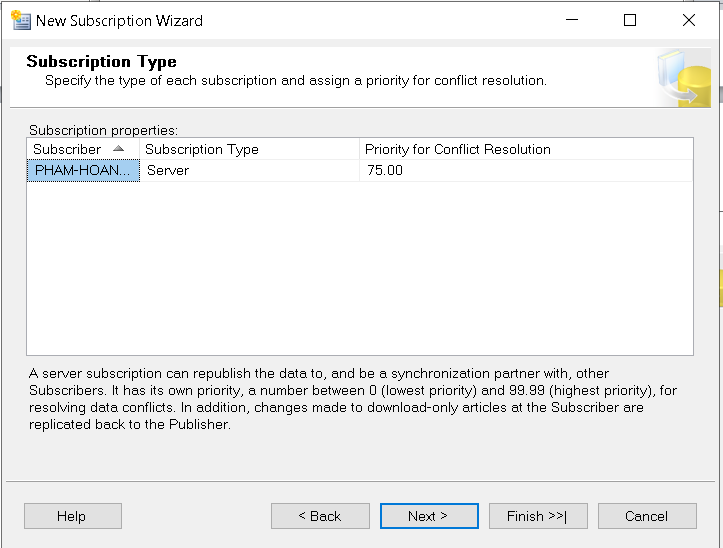 New Subscription Wizard
Subscription Type
Specify the type of each subscription and assign a priority for conflict resolution.
Subscription properties:
Subscriber Subscription Type Priority for Conflict Resolution
PHAM-HOAN... Server 75.00
A server subscription can republish the data to, and be a synchronization partner with, other
Subscribers. It has its own priority, a number between 0 (lowest priority) and 99.99 (highest priority), for
resolving data conflicts. In addition, changes made to download-only articles at the Subscriber are
replicated back to the Publisher.
Help < Back Next > Finish >>| Cancel